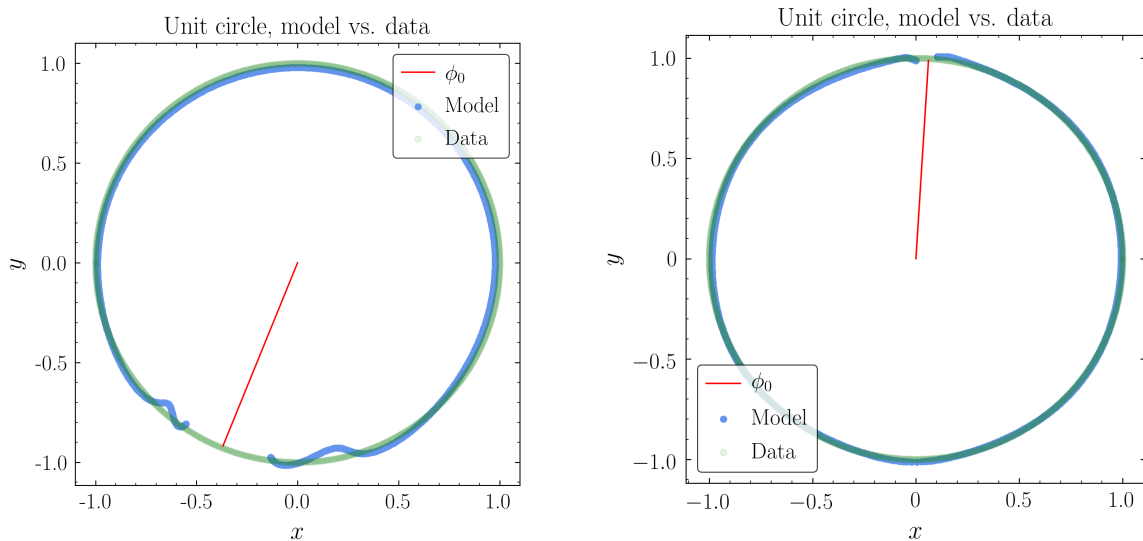 Unit circle, model vs. data
1.0
0.5
0.0
-0.5
-1.0
y
-1.0 -0.5 0.0 0.5 1.0
x
ϕ₀
Model
Data
Unit circle, model vs. data
1.0
0.5
0
−0.5
−1.0
y
−1.0 −0.5 0 0.5 1.0
x
ϕ₀
Model
Data